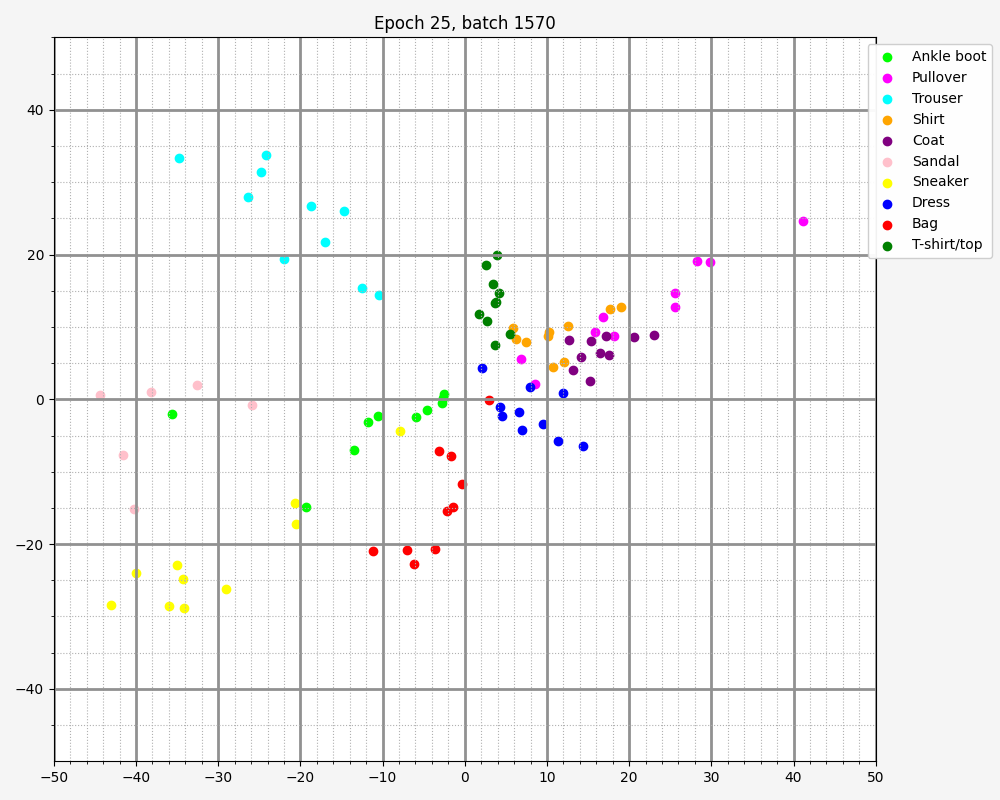 Epoch 25, batch 1570
Ankle boot
Pullover
Trouser
Shirt
Coat
Sandal
Sneaker
Dress
Bag
T-shirt/top
40
20
0
−20
−40
−50 −40 −30 −20 −10 0 10 20 30 40 50